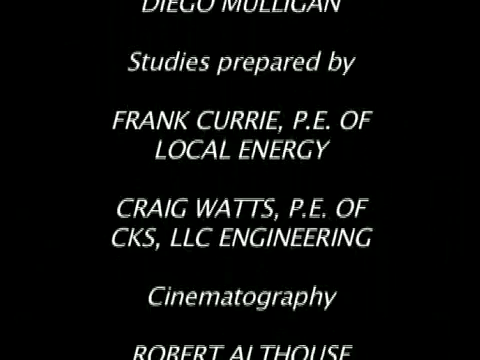 DIEGO MULLIGAN
Studies prepared by
FRANK CURRIE, P.E. OF
LOCAL ENERGY
CRAIG WATTS, P.E. OF
CKS, LLC ENGINEERING
Cinematography
ROBERT ALTHOUSE